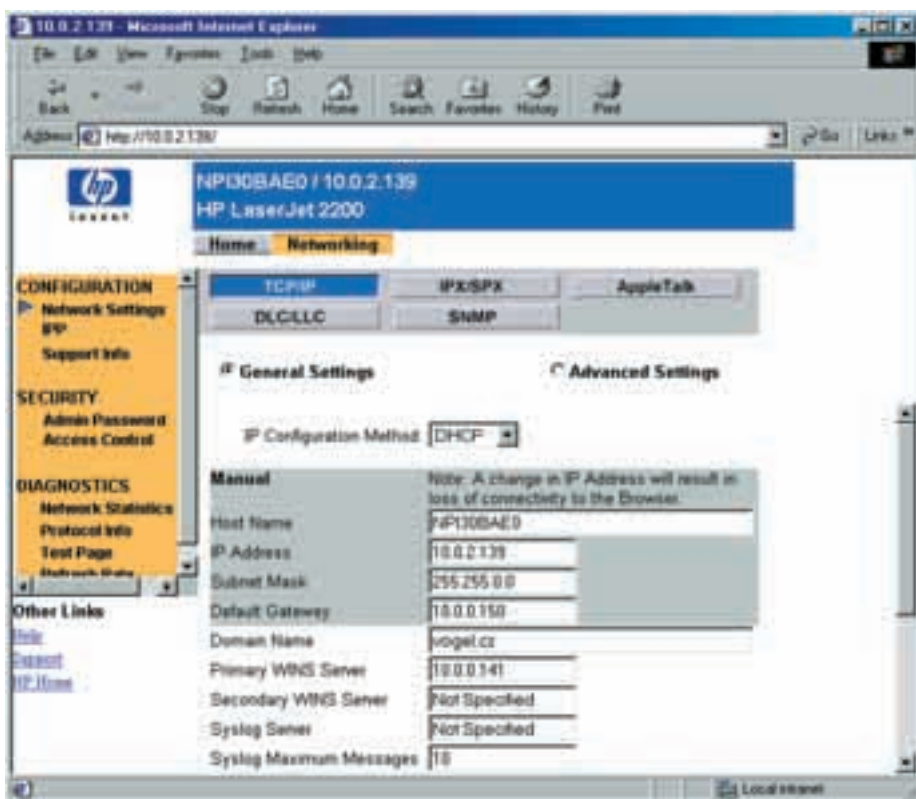 10.0.2.139 - Microsoft Internet Explorer
File Edit View Favorites Tools Help
Back Stop Refresh Home Search Favorites History Print
Address http://10.0.2.139/ Go Links »
hp
invent
NPI30BAE0 / 10.0.2.139
HP LaserJet 2200
Home Networking
CONFIGURATION
Network Settings
IPP
Support Info
SECURITY
Admin Password
Access Control
DIAGNOSTICS
Network Statistics
Protocol Info
Test Page
Refresh Rate
Other Links
Help
Support
HP Home
TCP/IP IPX/SPX AppleTalk
DLC/LLC SNMP
General Settings Advanced Settings
IP Configuration Method: DHCP
Manual Note: A change in IP Address will result in
loss of connectivity to the Browser.
Host Name NPI30BAE0
IP Address 10.0.2.139
Subnet Mask 255.255.0.0
Default Gateway 10.0.0.150
Domain Name vogel.cz
Primary WINS Server 10.0.0.141
Secondary WINS Server Not Specified
Syslog Server Not Specified
Syslog Maximum Messages 10
Local intranet